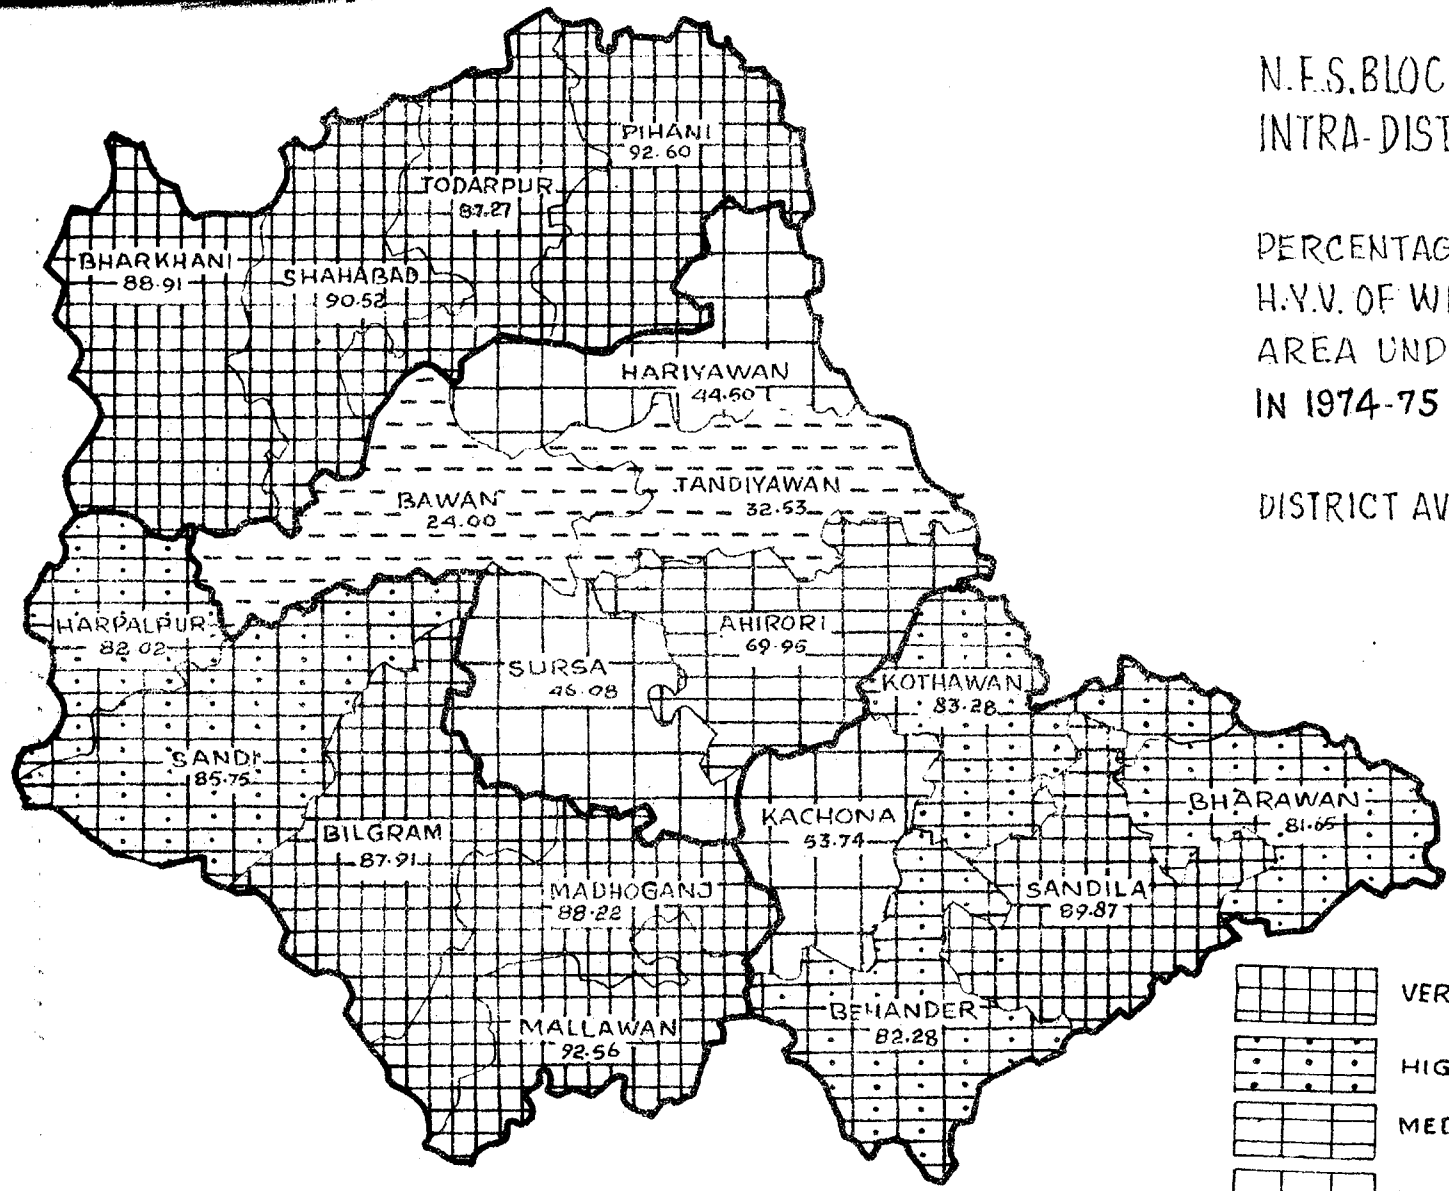 N.E.S. BLOC
INTRA-DIST
PERCENTAG
H.Y.V. OF W
AREA UND
IN 1974-75
DISTRICT AV
PIHANI
92.60
TODARPUR
87.27
BHARKHANI
88.91
SHAHABAD
90.52
HARIYAWAN
44.50
BAWAN
24.00
TANDIYAWAN
32.53
HARPALPUR
82.02
AHIRORI
69.95
SURSA
46.08
KOTHAWAN
83.28
SANDI
85.75
BILGRAM
87.91
KACHONA
53.74
BHARAWAN
81.65
MADHOGANJ
88.22
SANDILA
89.87
BEHANDER
82.28
MALLAWAN
92.56
VER
HIG
MED